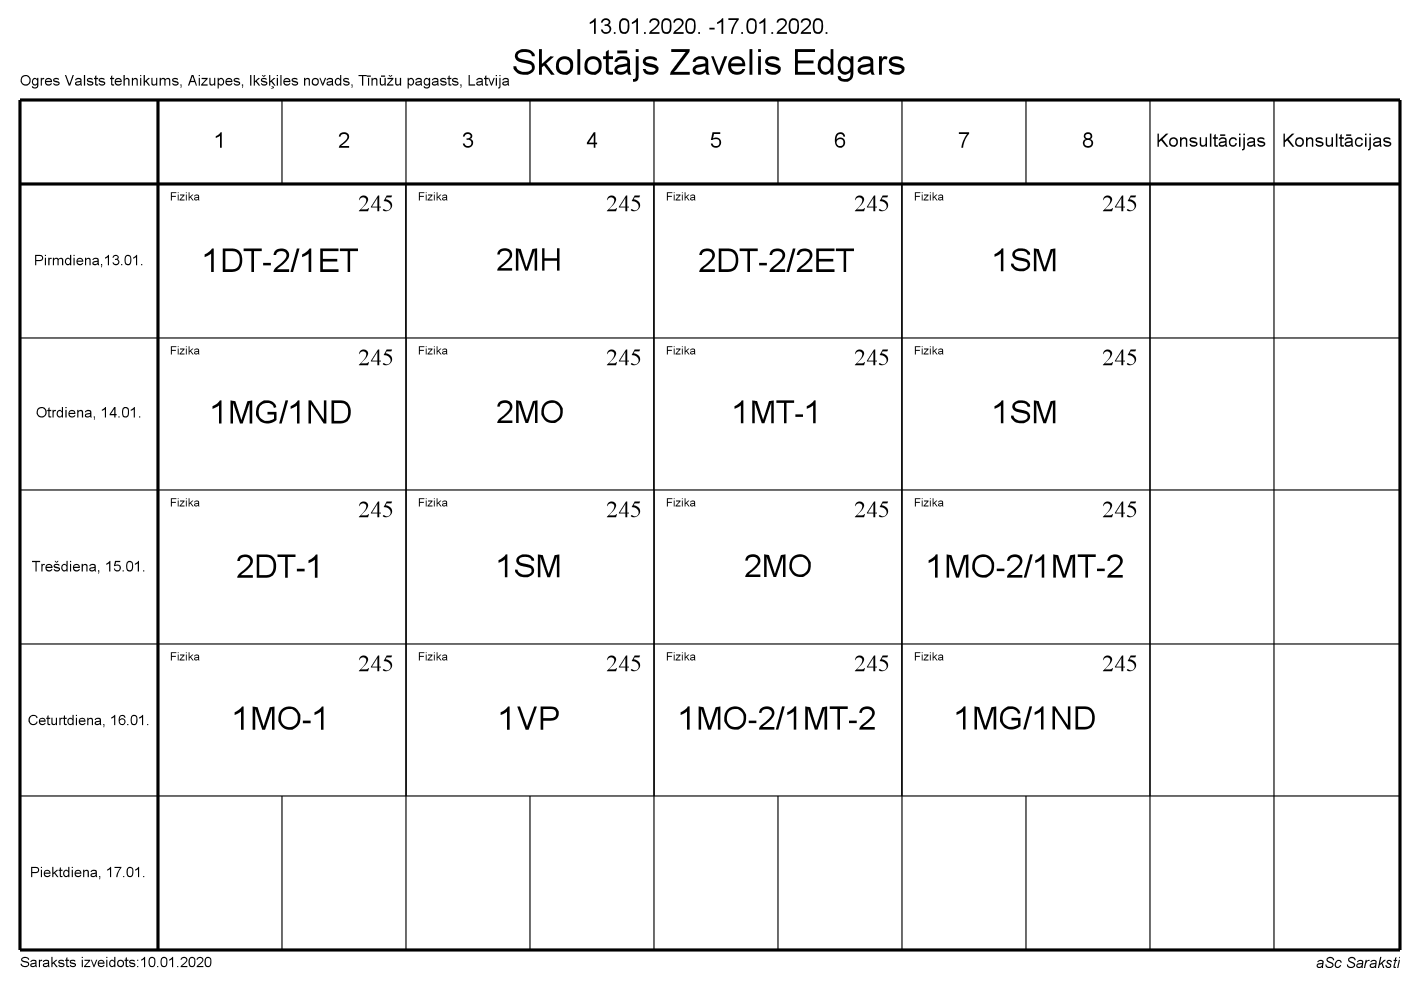 13.01.2020. -17.01.2020.
Skolotājs Zavelis Edgars
Ogres Valsts tehnikums, Aizupes, Ikšķiles novads, Tīnūžu pagasts, Latvija
1 2 3 4 5 6 7 8 Konsultācijas Konsultācijas
Fizika 245 Fizika 245 Fizika 245 Fizika 245
Pirmdiena,13.01. 1DT-2/1ET 2MH 2DT-2/2ET 1SM
Fizika 245 Fizika 245 Fizika 245 Fizika 245
Otrdiena, 14.01. 1MG/1ND 2MO 1MT-1 1SM
Fizika 245 Fizika 245 Fizika 245 Fizika 245
Trešdiena, 15.01. 2DT-1 1SM 2MO 1MO-2/1MT-2
Fizika 245 Fizika 245 Fizika 245 Fizika 245
Ceturtdiena, 16.01. 1MO-1 1VP 1MO-2/1MT-2 1MG/1ND
Piektdiena, 17.01.
Saraksts izveidots:10.01.2020 aSc Saraksti